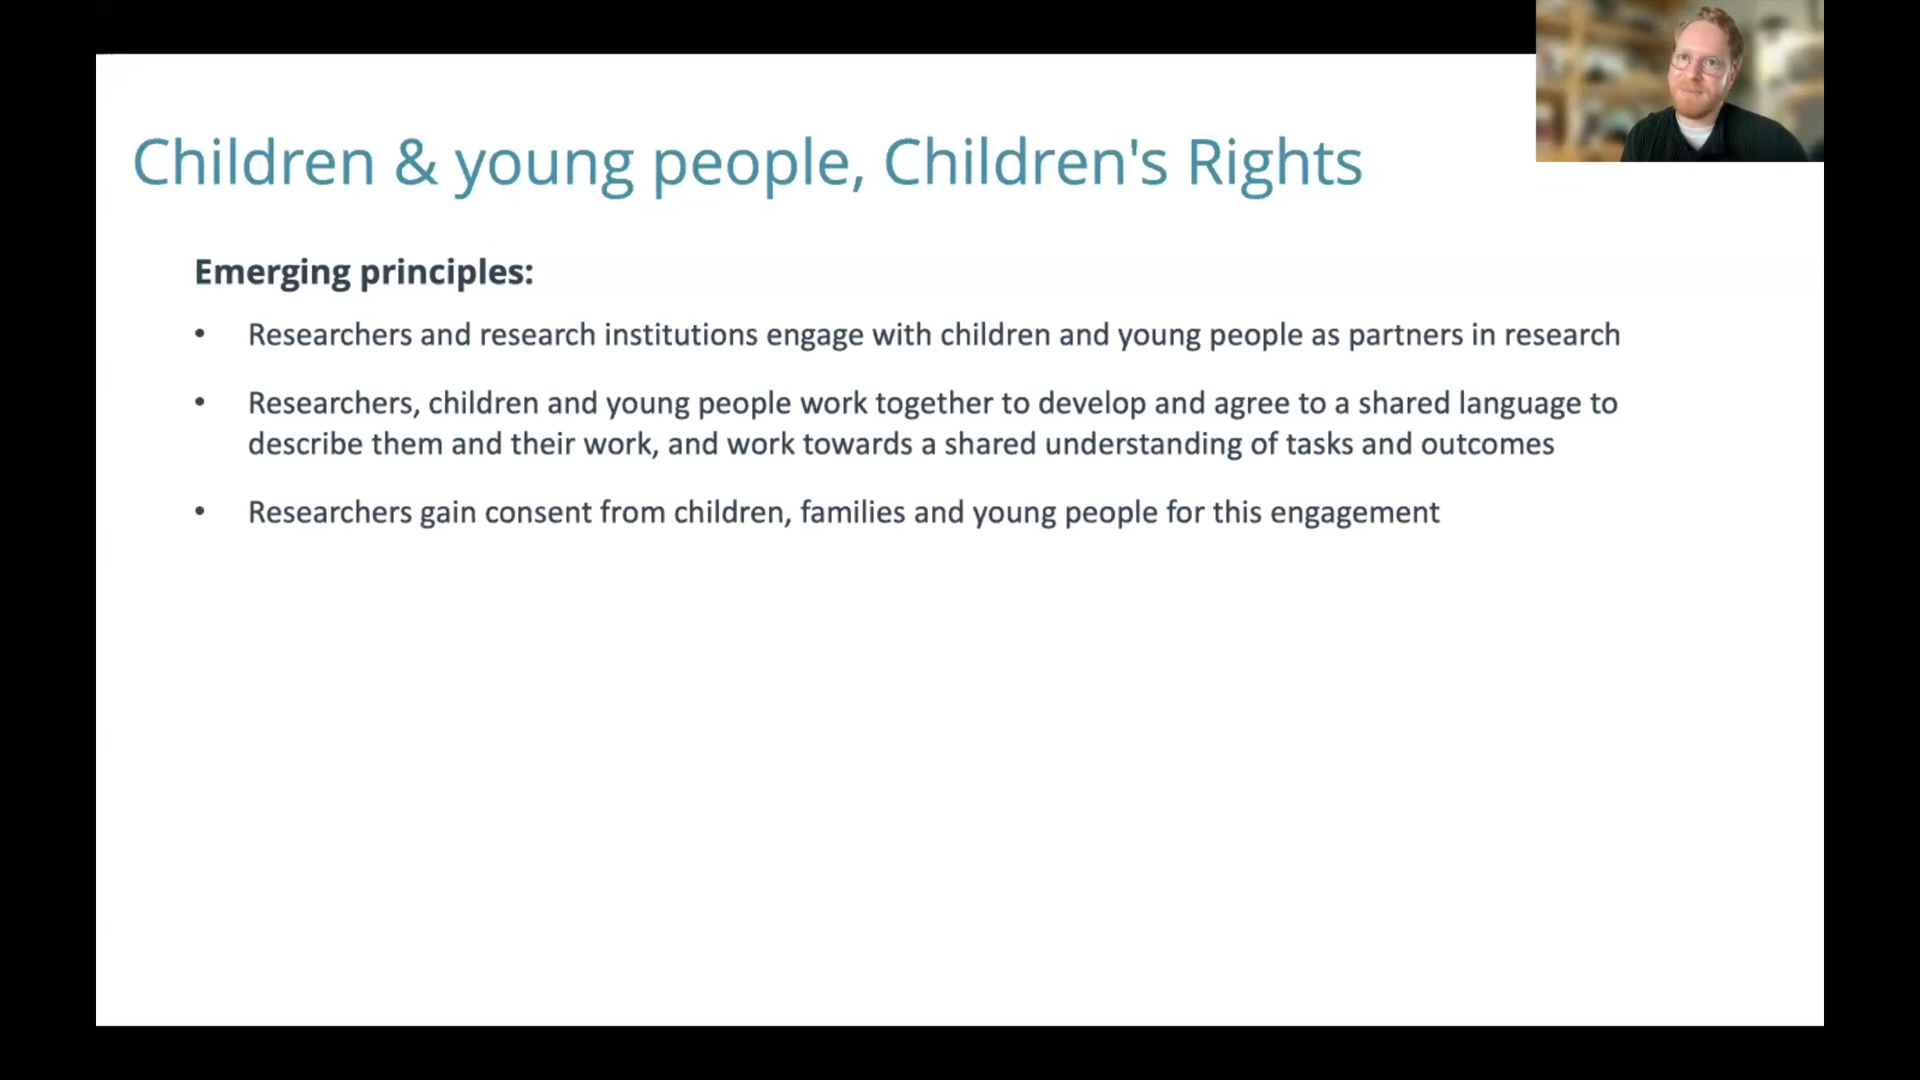 Children & young people, Children's Rights
Emerging principles:
• Researchers and research institutions engage with children and young people as partners in research
• Researchers, children and young people work together to develop and agree to a shared language to
describe them and their work, and work towards a shared understanding of tasks and outcomes
• Researchers gain consent from children, families and young people for this engagement